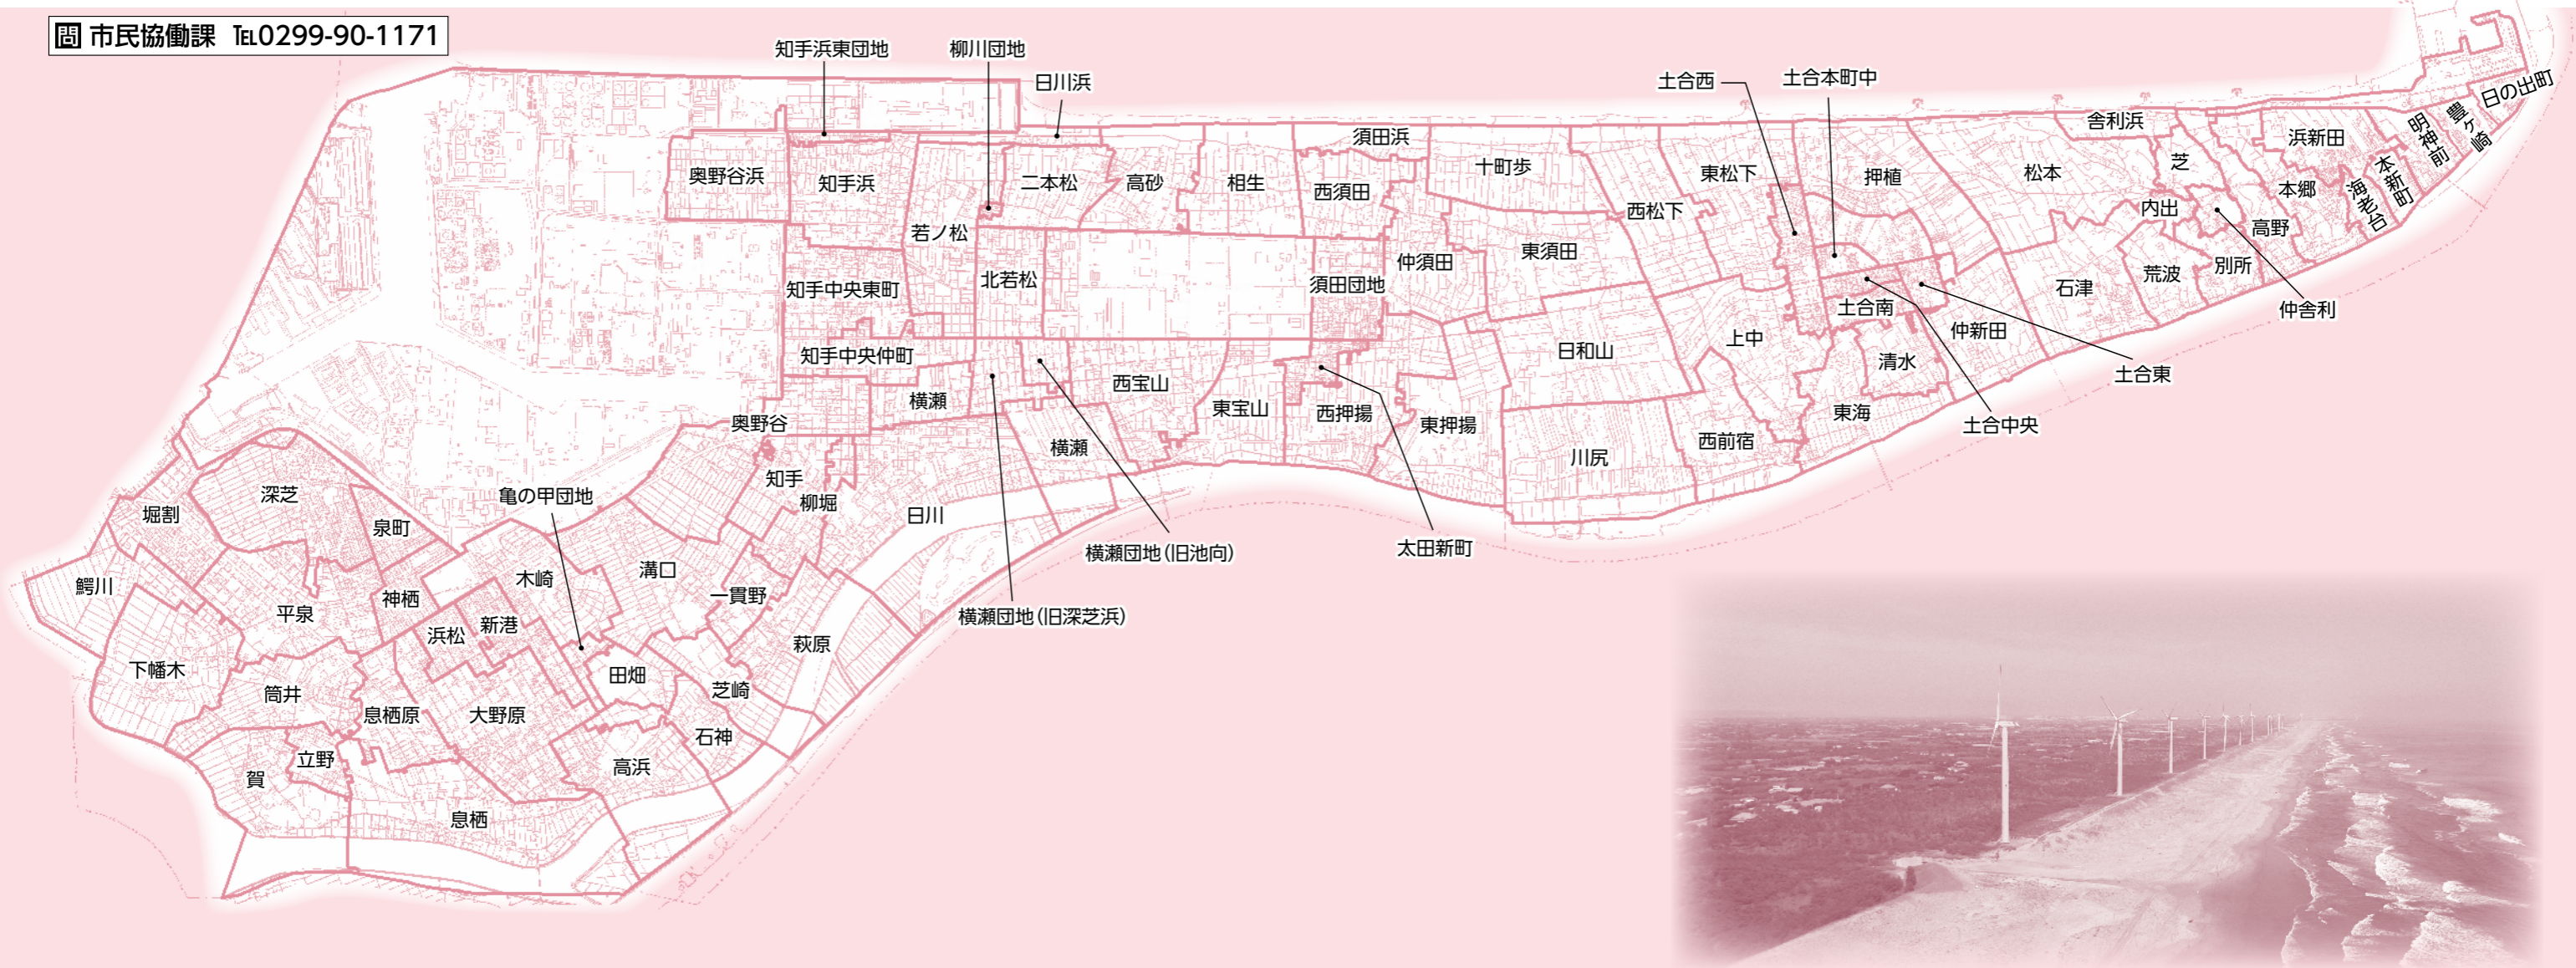 問 市民協働課 ℡0299-90-1171
知手浜東団地
柳川団地
日川浜
土合西
土合本町中
日の出町
豊ヶ崎
明神前
本新町
海老台
浜新田
本郷
高野
舎利浜
芝
内出
仲舎利
別所
荒波
石津
松本
押植
東松下
西松下
十町歩
須田浜
西須田
相生
高砂
二本松
若ノ松
知手浜
奥野谷浜
知手中央東町
北若松
須田団地
仲須田
東須田
土合南
仲新田
土合東
土合中央
清水
東海
上中
西前宿
日和山
川尻
東押揚
西押揚
太田新町
東宝山
西宝山
横瀬団地(旧池向)
横瀬団地(旧深芝浜)
横瀬
横瀬
知手中央仲町
奥野谷
知手
柳堀
日川
深芝
堀割
泉町
亀の甲団地
木崎
溝口
一貫野
萩原
鰐川
平泉
神栖
浜松
新港
下幡木
筒井
息栖原
大野原
田畑
芝崎
石神
高浜
立野
賀
息栖